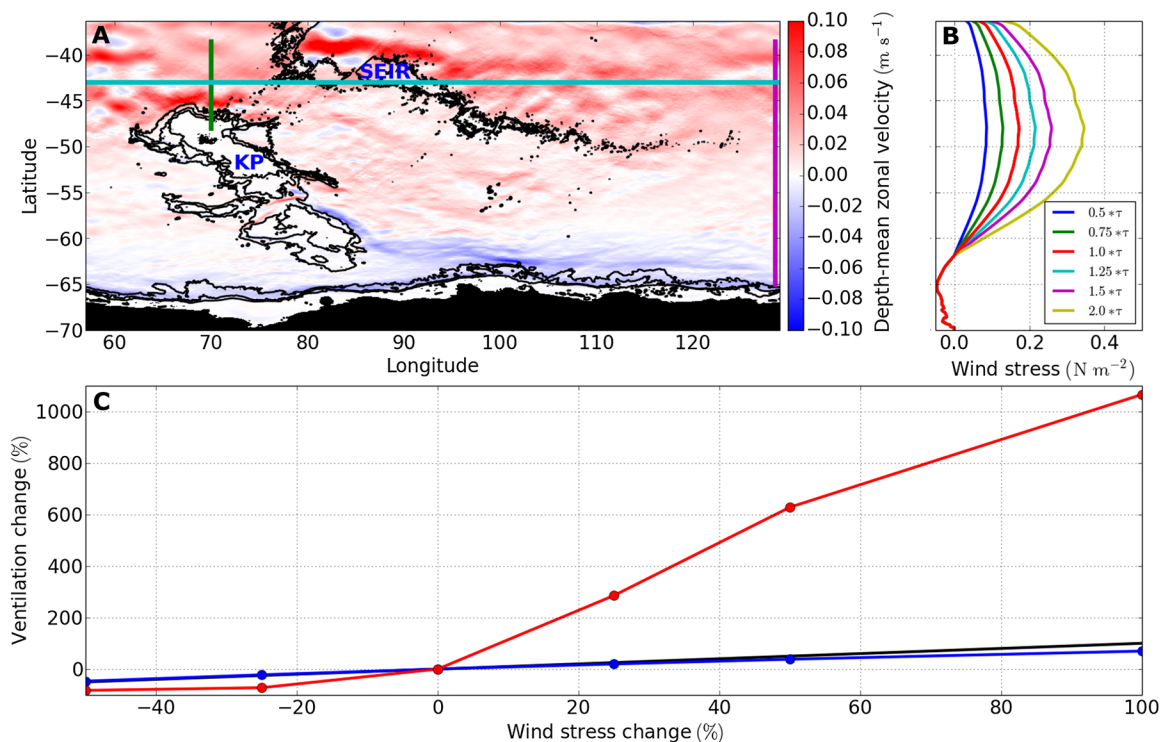 A
SEIR
KP
−40
−45
−50
−55
−60
−65
−70
Latitude
60 70 80 90 100 110 120
Longitude
0.10
0.08
0.06
0.04
0.02
0.00
−0.02
−0.04
−0.06
−0.08
−0.10
Depth-mean zonal velocity (m s⁻¹)
B
0.5 ∗ τ
0.75 ∗ τ
1.0 ∗ τ
1.25 ∗ τ
1.5 ∗ τ
2.0 ∗ τ
0.0 0.2 0.4
Wind stress (N m⁻²)
C
1000
800
600
400
200
0
Ventilation change (%)
−40 −20 0 20 40 60 80 100
Wind stress change (%)